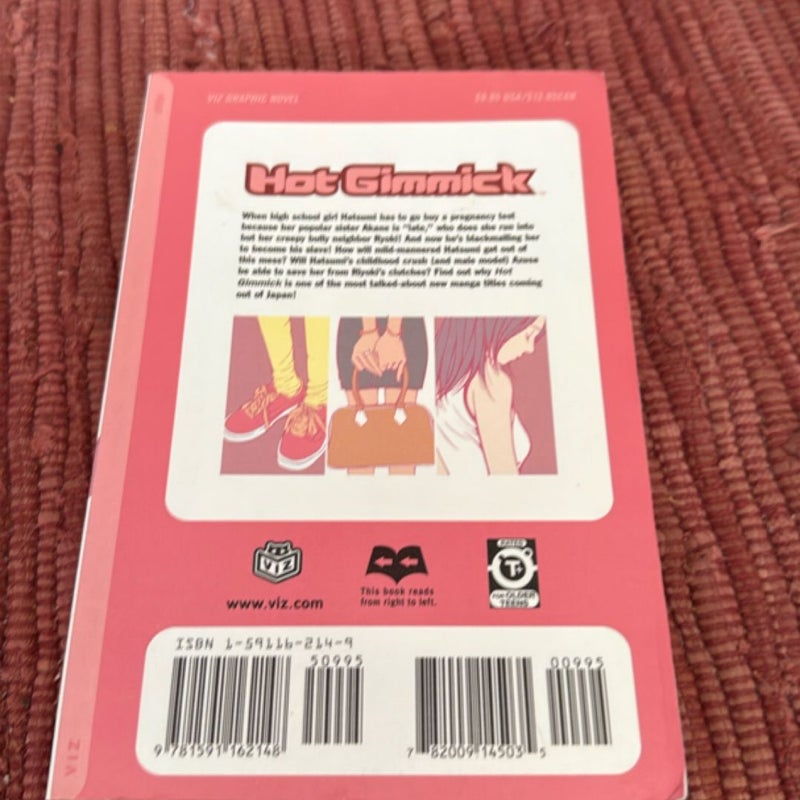 VIZ GRAPHIC NOVEL
$9.95 USA/$12.95CAN
Hot Gimmick
When high school girl Hatsumi has to go buy a pregnancy test
because her popular sister Akane is "late," who does she run into
but her creepy bully neighbor Ryoki! And now he's blackmailing her
to become his slave! How will mild-mannered Hatsumi get out of
this mess? Will Hatsumi's childhood crush (and male model) Azusa
be able to save her from Ryoki's clutches? Find out why Hot
Gimmick is one of the most talked-about new manga titles coming
out of Japan!
VIZ
www.viz.com
This book reads
from right to left.
RATED
T+
FOR OLDER
TEENS
ISBN 1-59116-214-9
50995
00995
9 781591 162148
7 82009 14503 5
VIZ